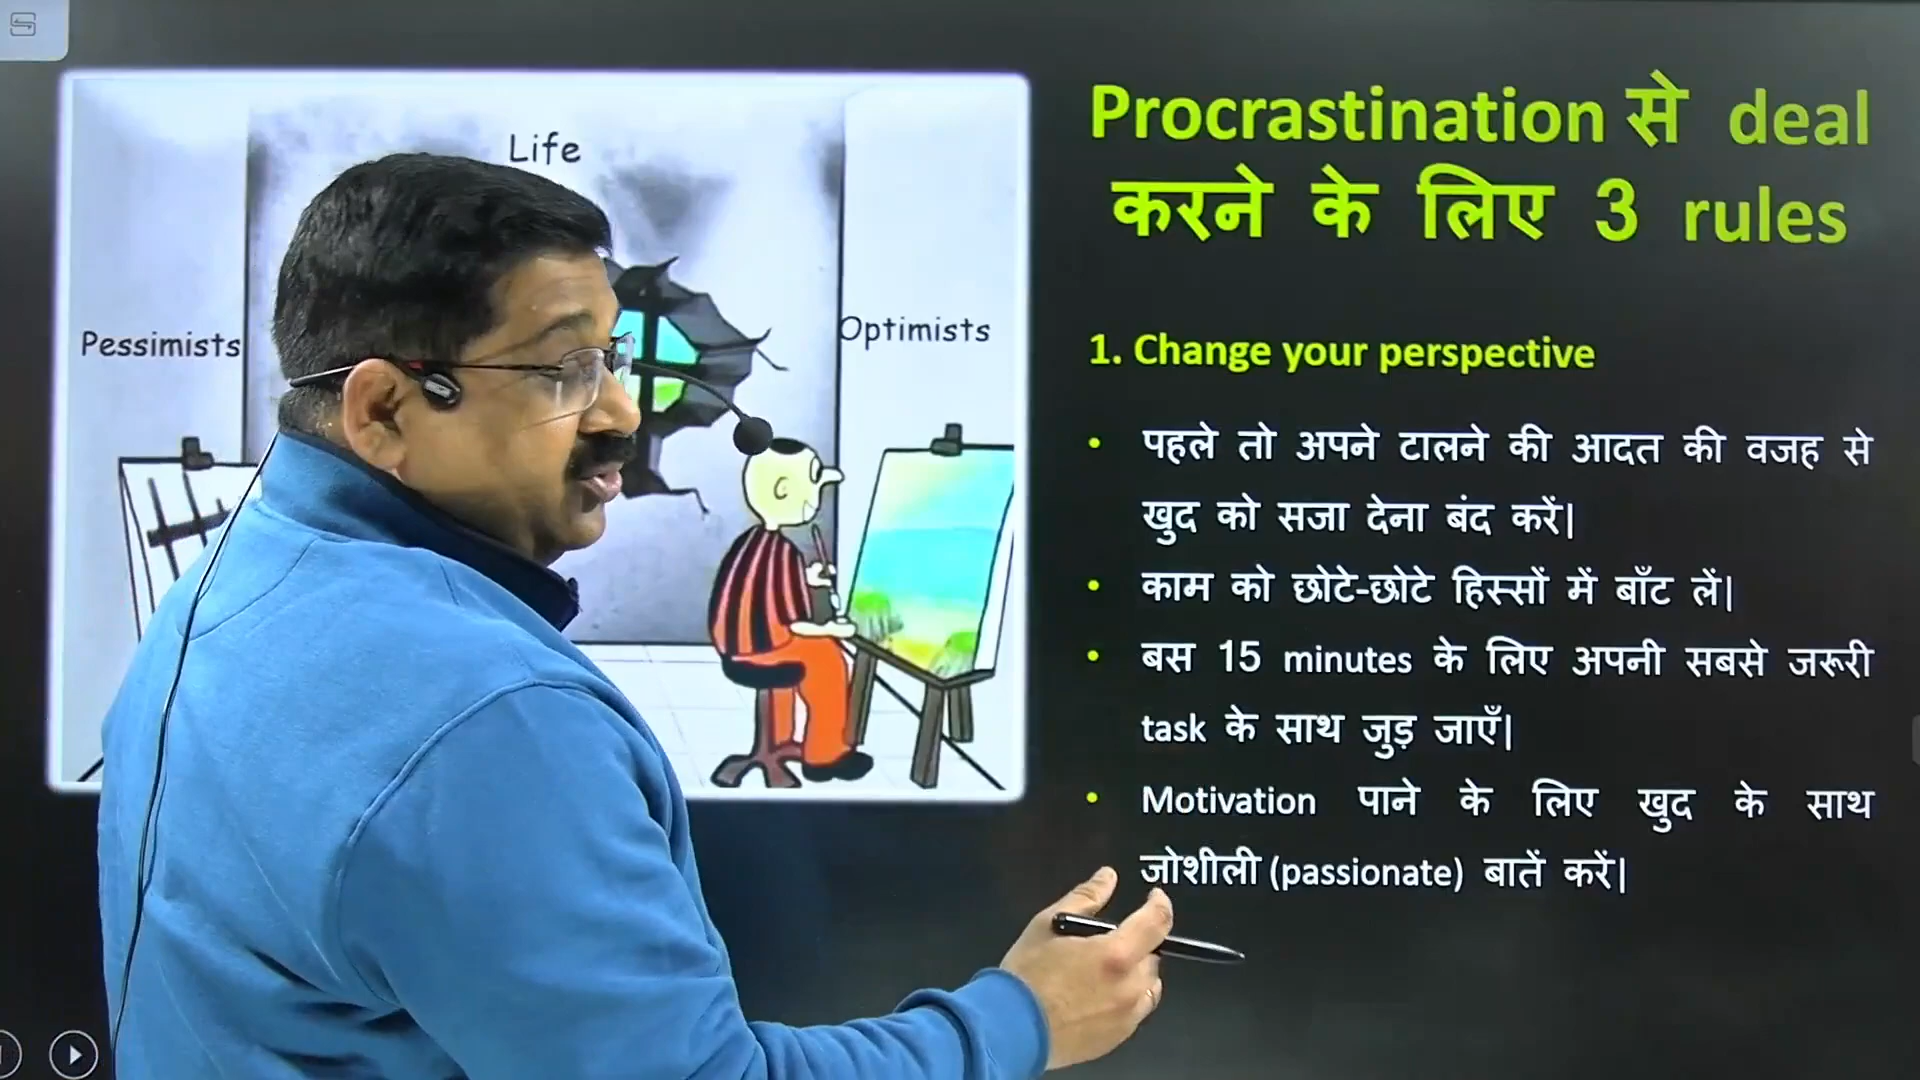 Life
Pessimists
Optimists
Procrastination से deal
करने के लिए 3 rules
1. Change your perspective
• पहले तो अपने टालने की आदत की वजह से
खुद को सजा देना बंद करें|
• काम को छोटे-छोटे हिस्सों में बाँट लें|
• बस 15 minutes के लिए अपनी सबसे जरूरी
task के साथ जुड़ जाएँ|
• Motivation पाने के लिए खुद के साथ
जोशीली (passionate) बातें करें|